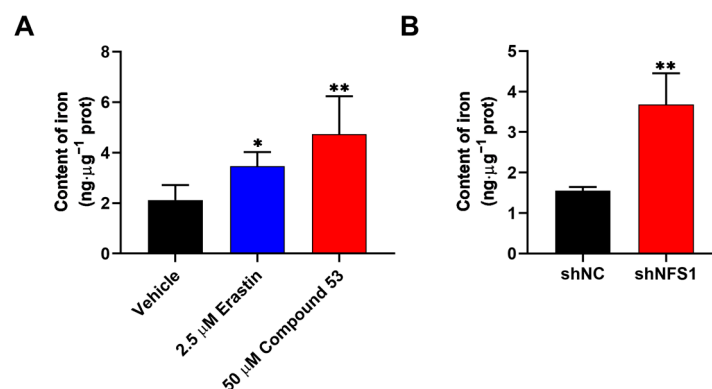 A
Content of iron
(ng·μg⁻¹ prot)
8
6
4
2
0
*
**
Vehicle
2.5 μM Erastin
50 μM Compound 53
B
Content of iron
(ng·μg⁻¹ prot)
5
4
3
2
1
0
**
shNC
shNFS1